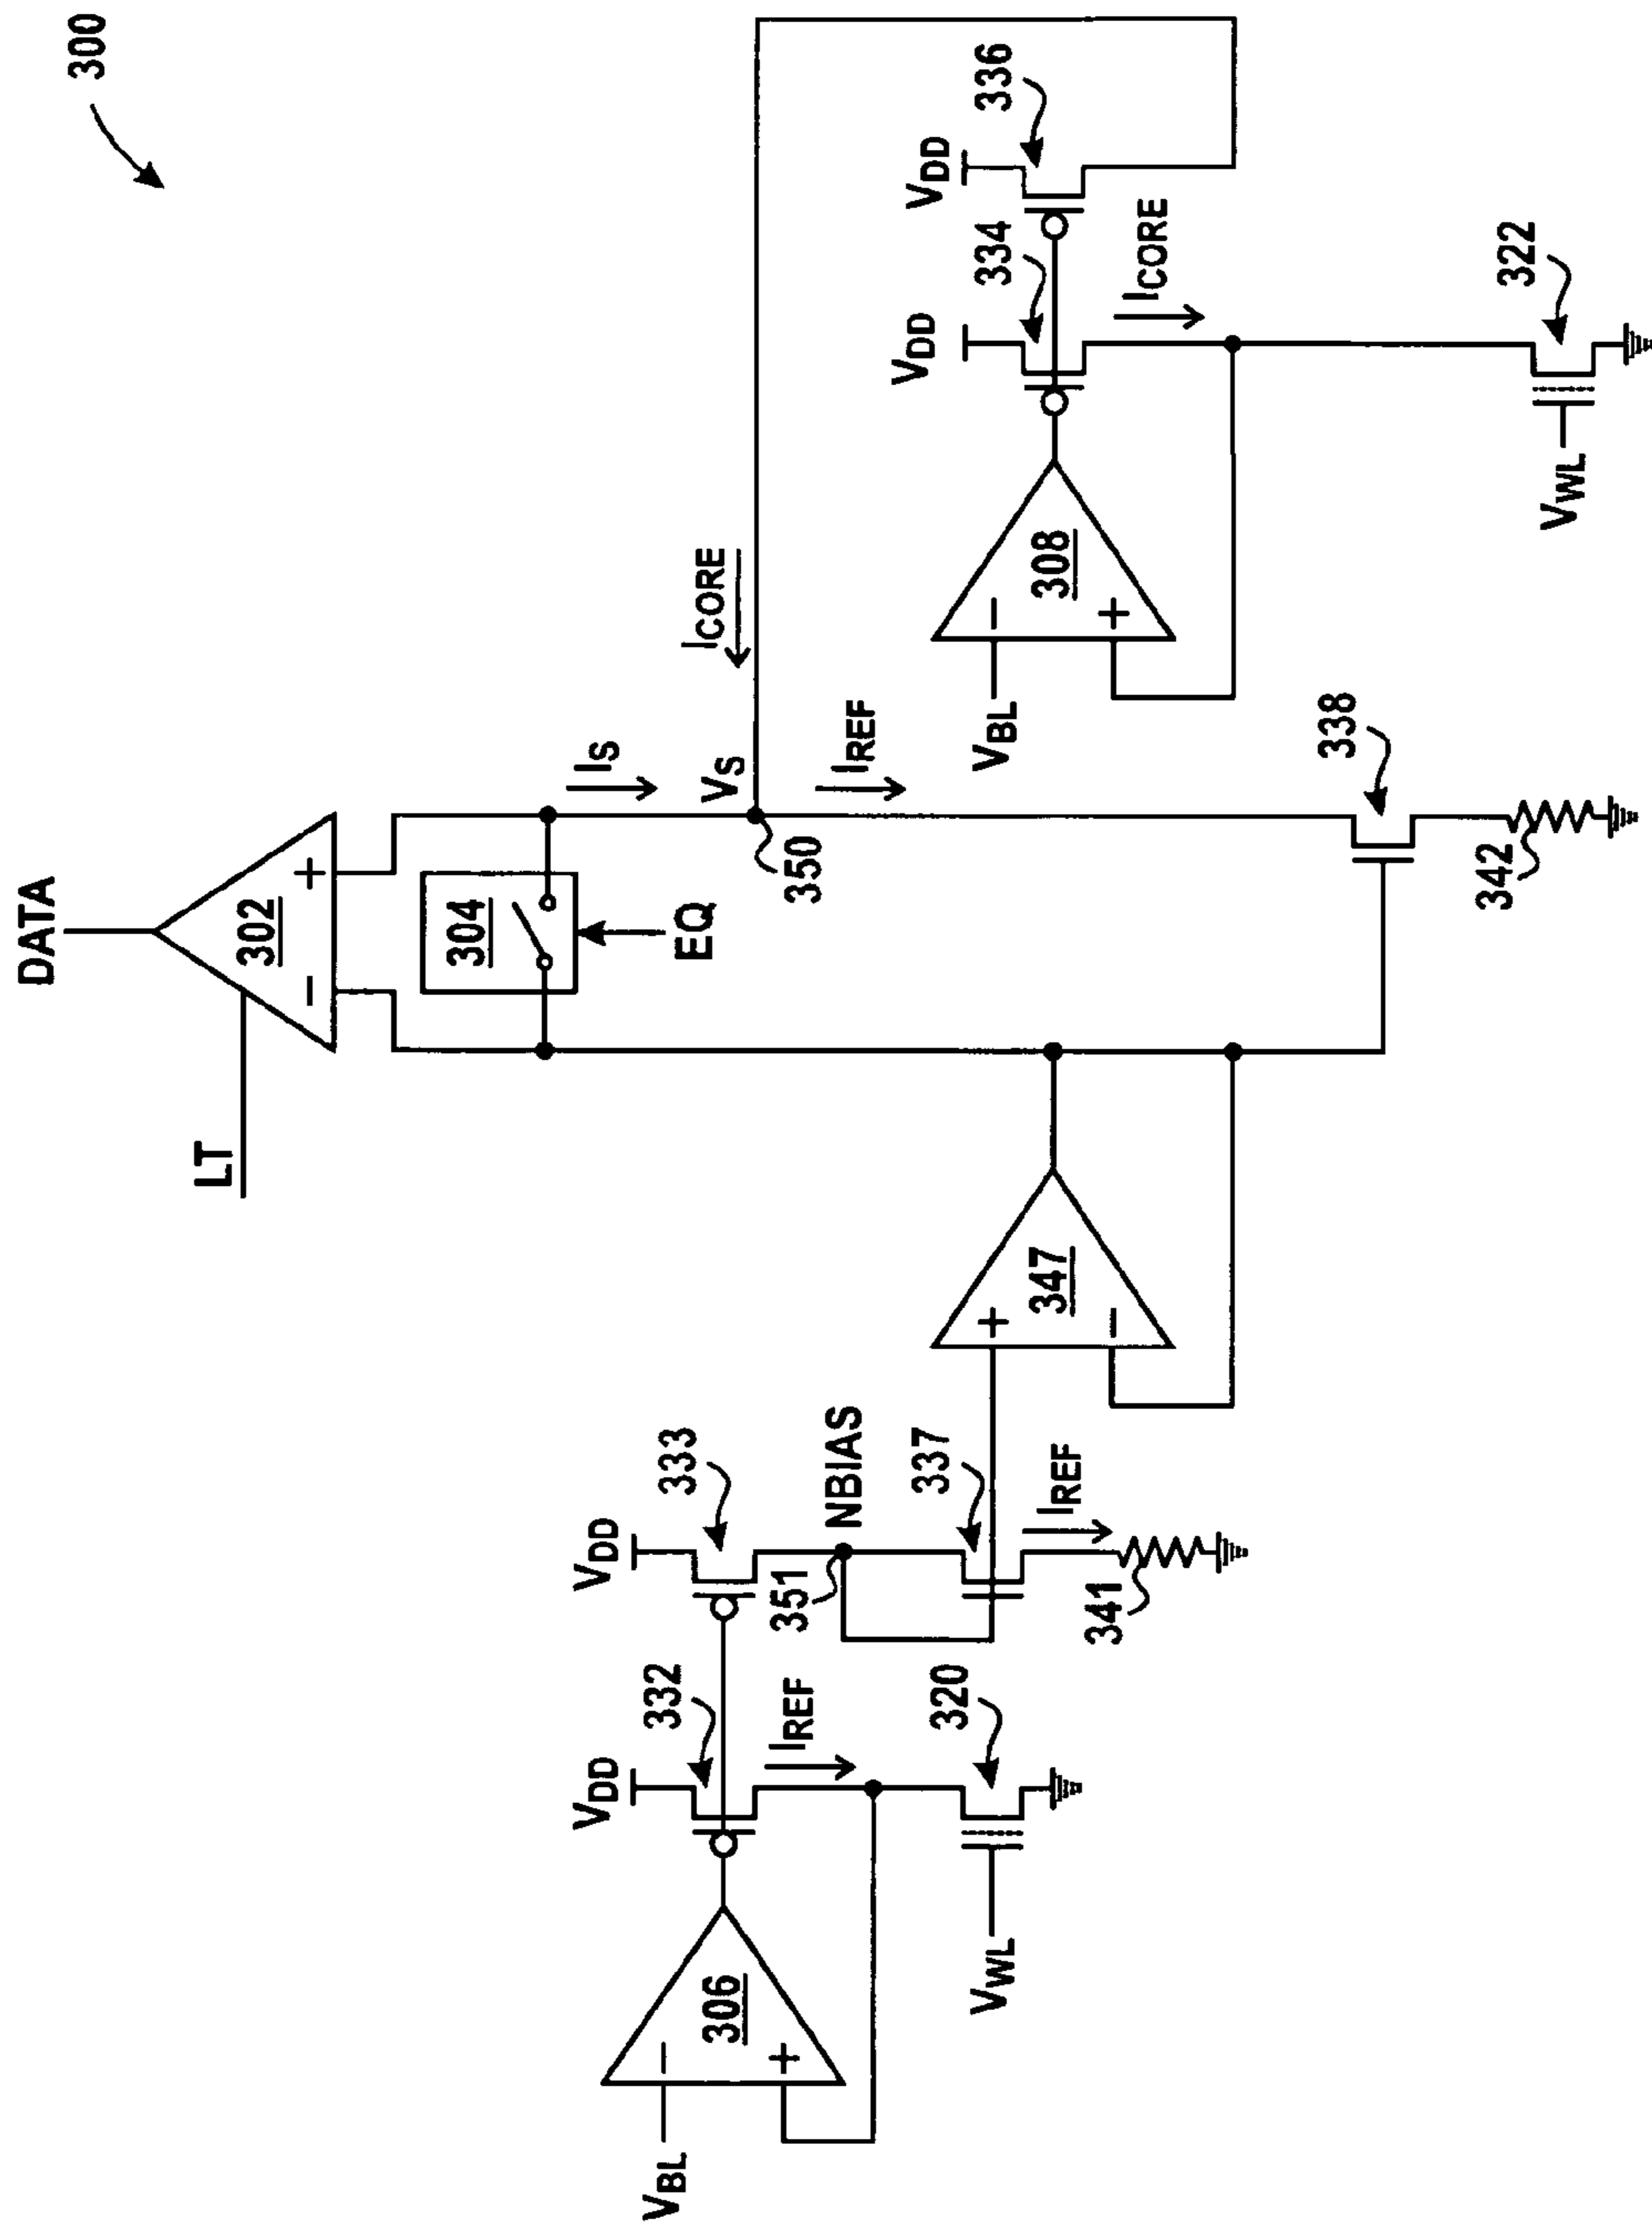 300
DATA
LT
302
+
−
304
EQ
IS
ICORE
VS
350
IREF
VDD
336
VDD
334
ICORE
308
−
+
VBL
322
VWL
338
342
347
+
−
VDD
333
NBIAS
351
337
IREF
341
VDD
332
IREF
320
VWL
306
−
+
VBL